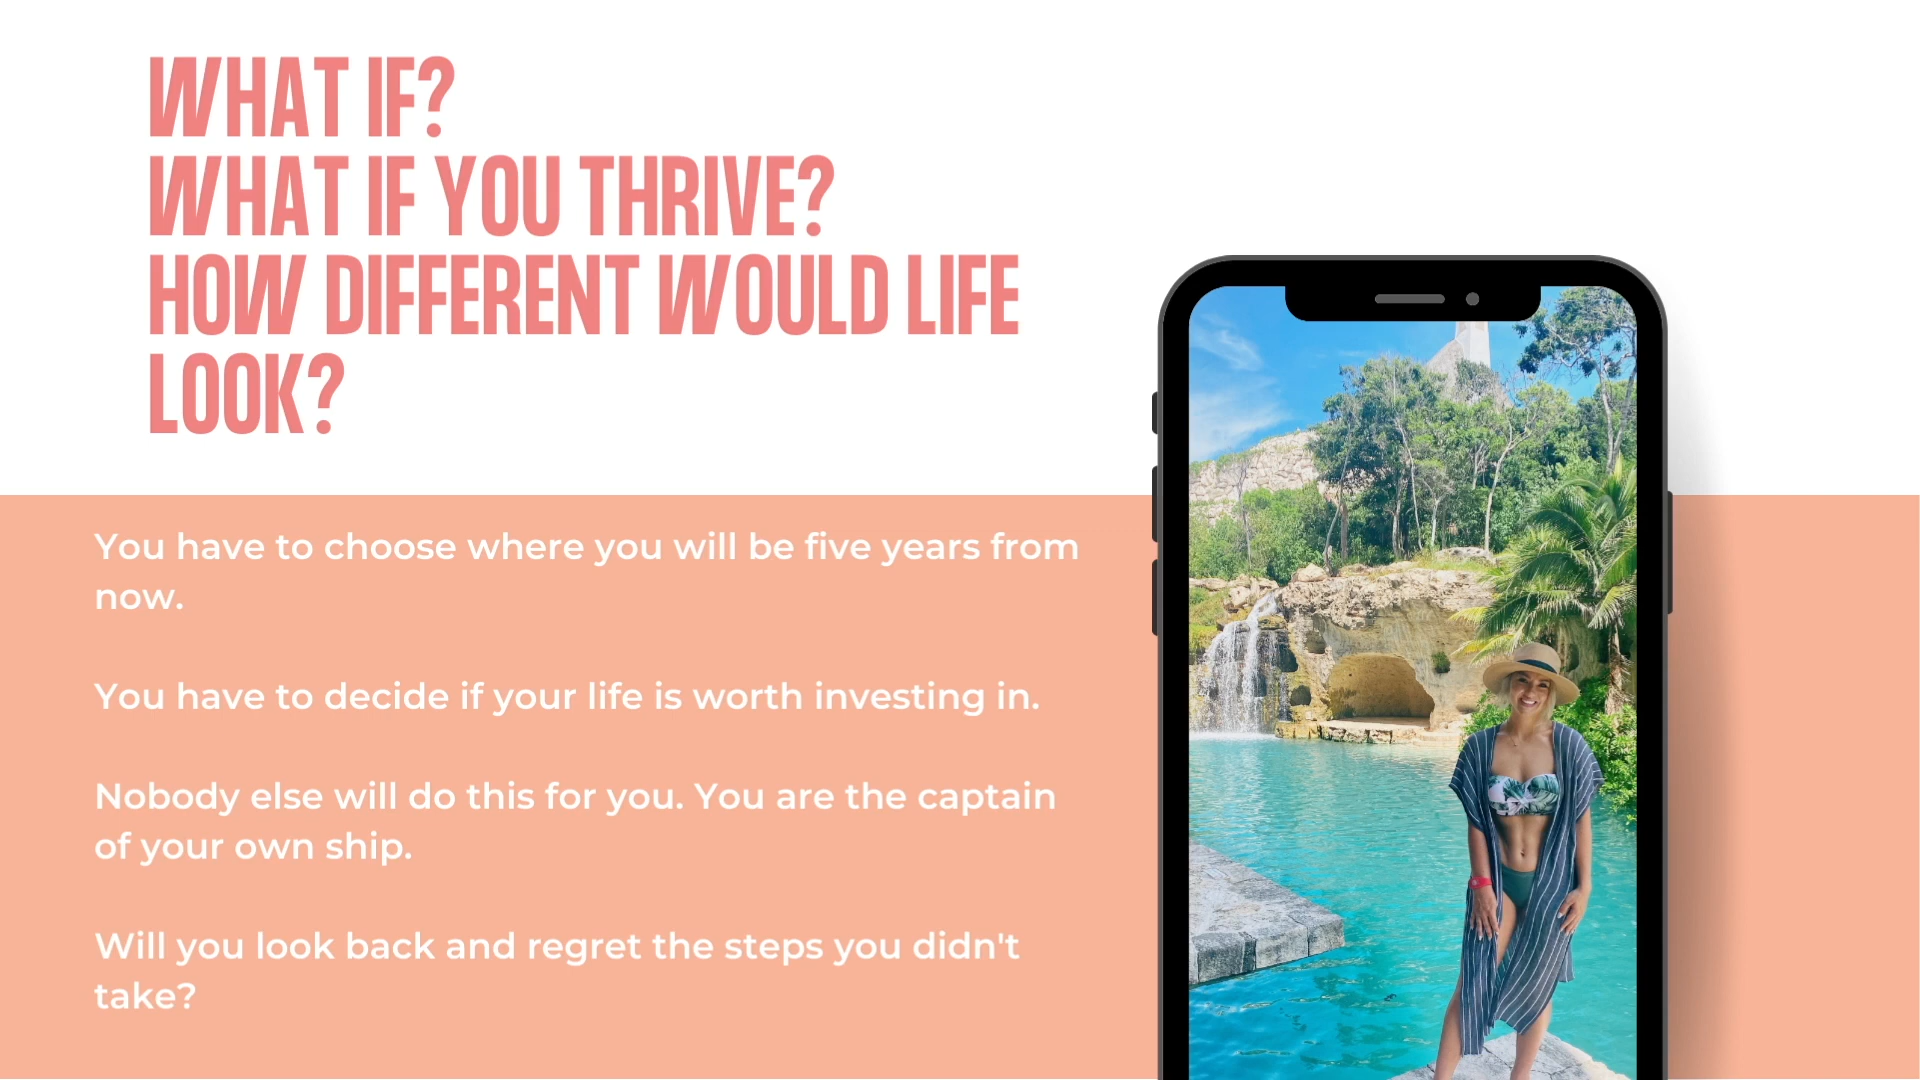 WHAT IF?
WHAT IF YOU THRIVE?
HOW DIFFERENT WOULD LIFE
LOOK?
You have to choose where you will be five years from
now.
You have to decide if your life is worth investing in.
Nobody else will do this for you. You are the captain
of your own ship.
Will you look back and regret the steps you didn't
take?